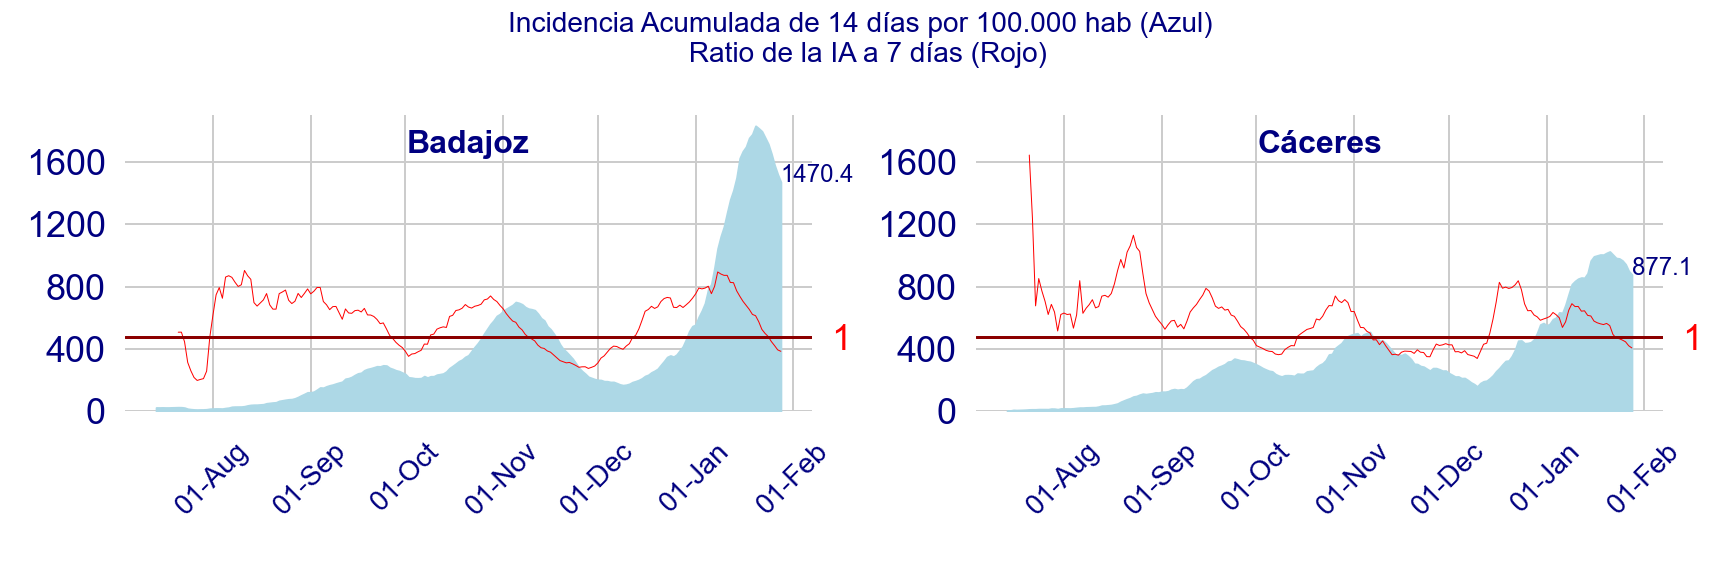 Incidencia Acumulada de 14 días por 100.000 hab (Azul)
Ratio de la IA a 7 días (Rojo)
Badajoz
1600
1200
800
400
0
1470.4
1
01-Aug
01-Sep
01-Oct
01-Nov
01-Dec
01-Jan
01-Feb
Cáceres
1600
1200
800
400
0
877.1
1
01-Aug
01-Sep
01-Oct
01-Nov
01-Dec
01-Jan
01-Feb